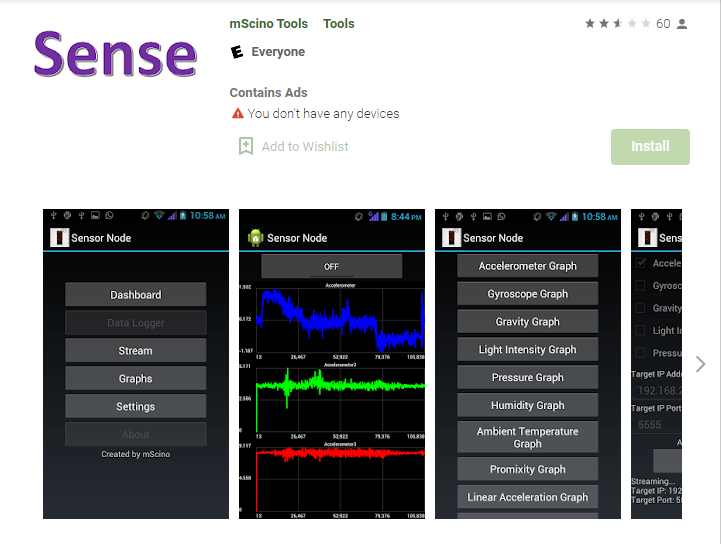 Sense
mScino Tools Tools
60
E Everyone
Contains Ads
You don't have any devices
Add to Wishlist
Install
10:58 AM
Sensor Node
Dashboard
Data Logger
Stream
Graphs
Settings
About
Created by mScino
8:44 PM
Sensor Node
OFF
Accelerometer
0.172
-1.187
13 26,467 52,922 79,376 105,830
Accelerometer2
2.586
0
13 26,467 52,922 79,376 105,830
Accelerometer3
9.117
4.558
0
13 26,467 52,922 79,376 105,830
10:58 AM
Sensor Node
Accelerometer Graph
Gyroscope Graph
Gravity Graph
Light Intensity Graph
Pressure Graph
Humidity Graph
Ambient Temperature
Graph
Promixity Graph
Linear Acceleration Graph
Sens
Accele
Gyrosc
Gravity
Light I
Pressu
Target IP Addr
192.168.2
Target IP Port
5555
A
Streaming...
Target IP: 192
Target Port: 5